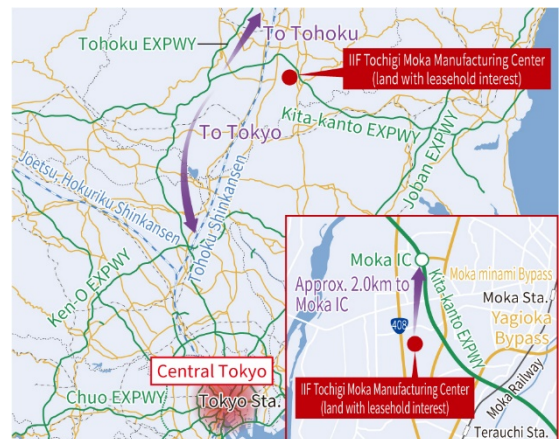 To Tohoku
Tohoku EXPWY
IIF Tochigi Moka Manufacturing Center
(land with leasehold interest)
To Tokyo
Kita-kanto EXPWY
Joban EXPWY
Joetsu, Hokuriku Shinkansen
Tohoku Shinkansen
Ken-O EXPWY
Central Tokyo
Tokyo Sta.
Chuo EXPWY
Moka IC
Approx. 2.0km to
Moka IC
Kita-kanto EXPWY
Moka minami Bypass
Moka Sta.
Yagioka
Bypass
408
IIF Tochigi Moka Manufacturing Center
(land with leasehold interest)
Moka Railway
Terauchi Sta.